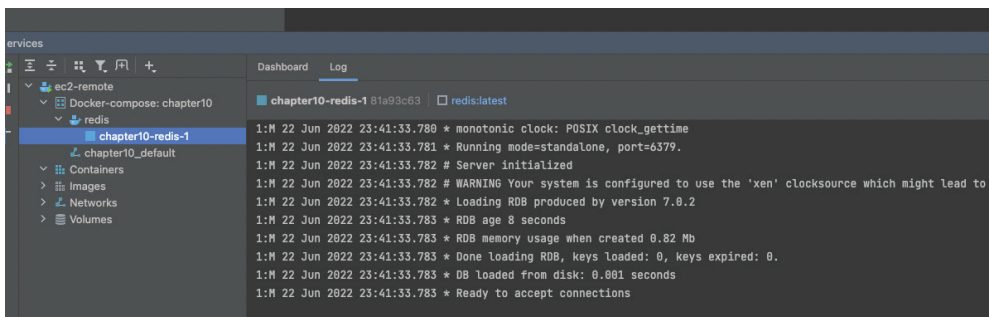 ervices
Dashboard Log
ec2-remote
Docker-compose: chapter10
redis
chapter10-redis-1
chapter10_default
Containers
Images
Networks
Volumes
chapter10-redis-1 81a93c63 redis:latest
1:M 22 Jun 2022 23:41:33.780 * monotonic clock: POSIX clock_gettime
1:M 22 Jun 2022 23:41:33.781 * Running mode=standalone, port=6379.
1:M 22 Jun 2022 23:41:33.782 # Server initialized
1:M 22 Jun 2022 23:41:33.782 # WARNING Your system is configured to use the 'xen' clocksource which might lead to
1:M 22 Jun 2022 23:41:33.782 * Loading RDB produced by version 7.0.2
1:M 22 Jun 2022 23:41:33.783 * RDB age 8 seconds
1:M 22 Jun 2022 23:41:33.783 * RDB memory usage when created 0.82 Mb
1:M 22 Jun 2022 23:41:33.783 * Done loading RDB, keys loaded: 0, keys expired: 0.
1:M 22 Jun 2022 23:41:33.783 * DB loaded from disk: 0.001 seconds
1:M 22 Jun 2022 23:41:33.783 * Ready to accept connections